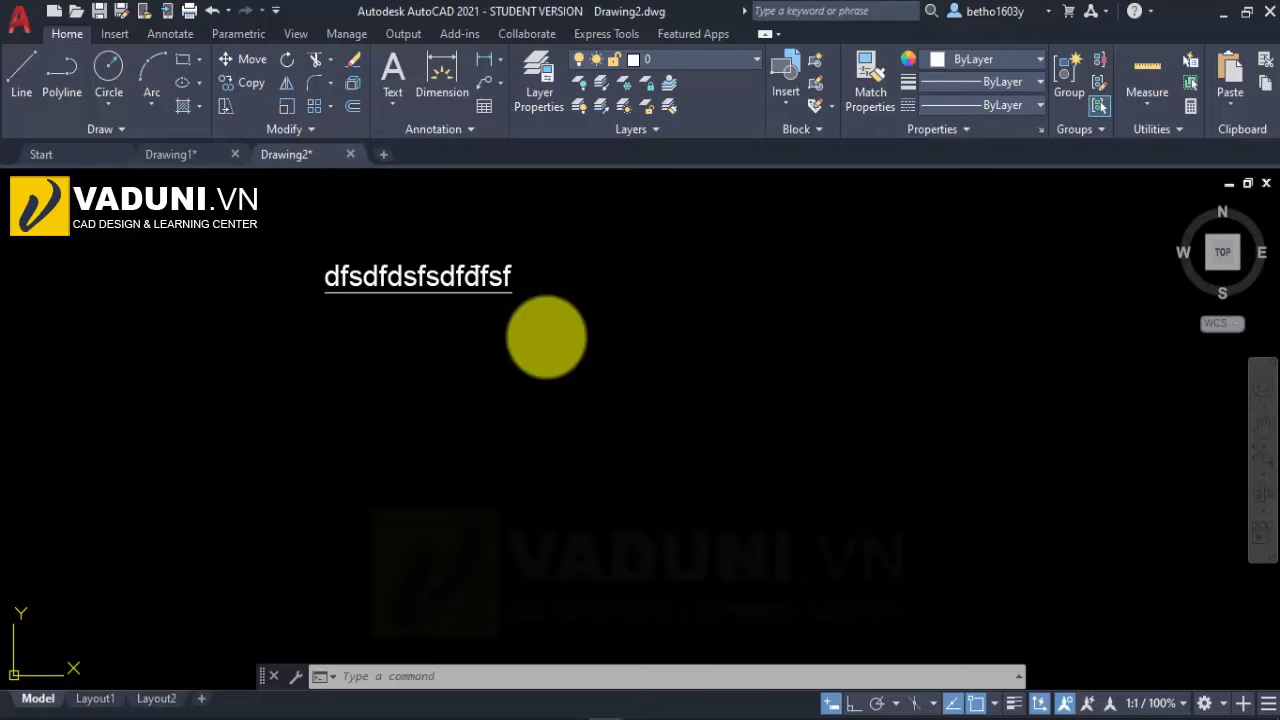 Autodesk AutoCAD 2021 - STUDENT VERSION Drawing2.dwg
Type a keyword or phrase
betho1603y
Home Insert Annotate Parametric View Manage Output Add-ins Collaborate Express Tools Featured Apps
Line Polyline Circle Arc
Move
Copy
Text Dimension
Layer Properties
0
Insert
Match Properties
ByLayer
ByLayer
ByLayer
Group
Measure
Paste
Draw Modify Annotation Layers Block Properties Groups Utilities Clipboard
Start Drawing1* Drawing2*
VADUNI.VN
CAD DESIGN & LEARNING CENTER
N
W TOP E
S
WCS
dfsdfdsfsdfđfsf
VADUNI.VN
Y
X
Type a command
Model Layout1 Layout2
1:1 / 100%